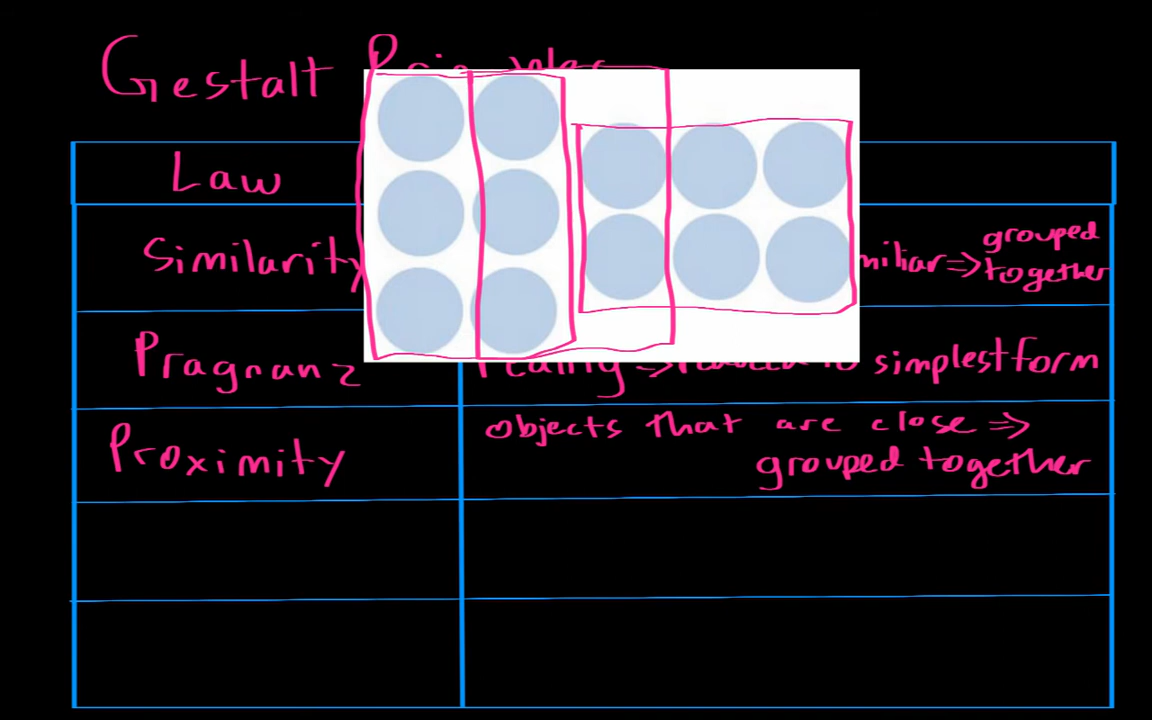 Gestalt
Law
Similarity
grouped
together
Pragnanz
simplest form
Proximity
objects that are close ⇒
grouped together